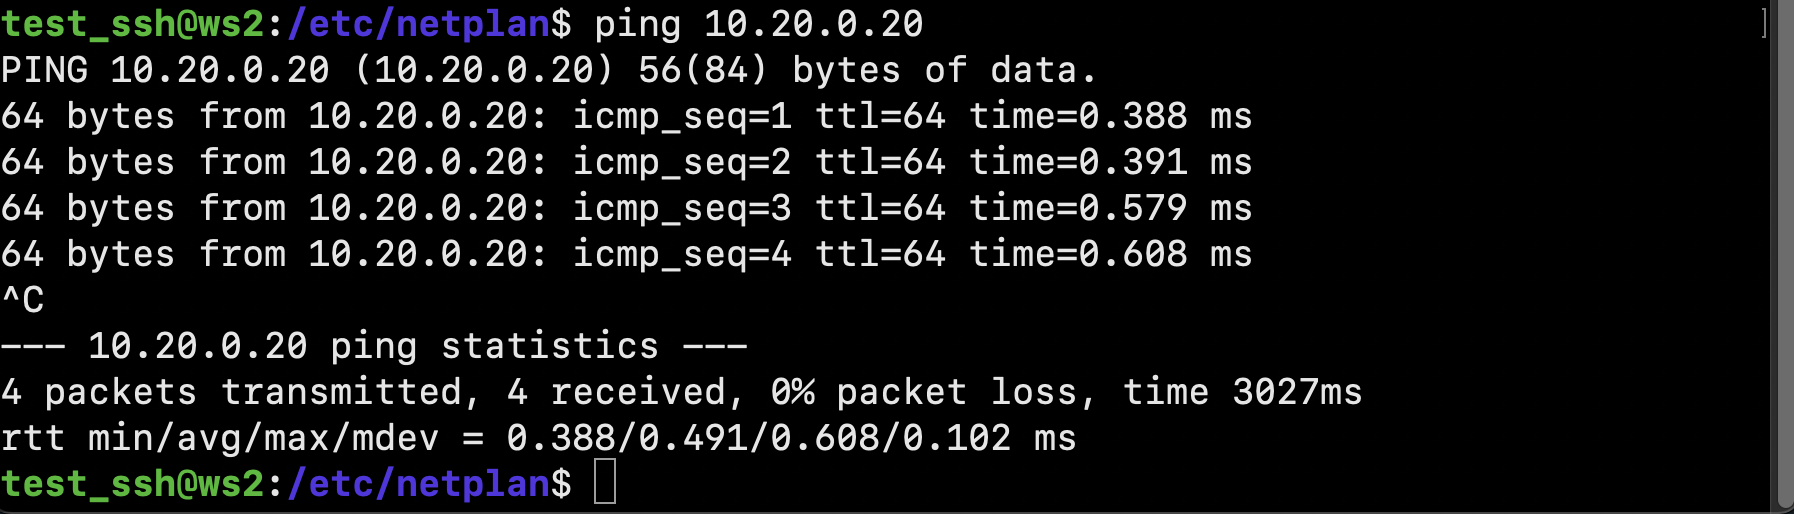 test_ssh@ws2:/etc/netplan$ ping 10.20.0.20
PING 10.20.0.20 (10.20.0.20) 56(84) bytes of data.
64 bytes from 10.20.0.20: icmp_seq=1 ttl=64 time=0.388 ms
64 bytes from 10.20.0.20: icmp_seq=2 ttl=64 time=0.391 ms
64 bytes from 10.20.0.20: icmp_seq=3 ttl=64 time=0.579 ms
64 bytes from 10.20.0.20: icmp_seq=4 ttl=64 time=0.608 ms
^C
--- 10.20.0.20 ping statistics ---
4 packets transmitted, 4 received, 0% packet loss, time 3027ms
rtt min/avg/max/mdev = 0.388/0.491/0.608/0.102 ms
test_ssh@ws2:/etc/netplan$